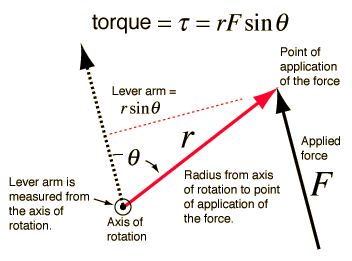 torque = τ = rF sin θ
Point of
application
of the force
Lever arm =
r sin θ
θ
r
Applied
force
F
Lever arm is
measured from
the axis of
rotation.
Axis of
rotation
Radius from axis
of rotation to point
of application of
the force.